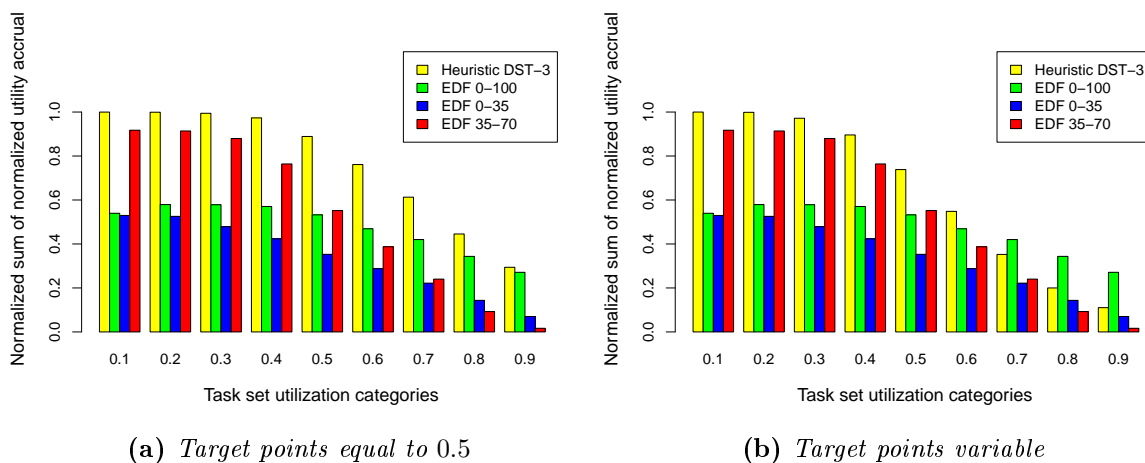 Normalized sum of normalized utility accrual
0.0 0.2 0.4 0.6 0.8 1.0
Heuristic DST−3
EDF 0−100
EDF 0−35
EDF 35−70
0.1 0.2 0.3 0.4 0.5 0.6 0.7 0.8 0.9
Task set utilization categories
(a) Target points equal to 0.5
Normalized sum of normalized utility accrual
0.0 0.2 0.4 0.6 0.8 1.0
Heuristic DST−3
EDF 0−100
EDF 0−35
EDF 35−70
0.1 0.2 0.3 0.4 0.5 0.6 0.7 0.8 0.9
Task set utilization categories
(b) Target points variable